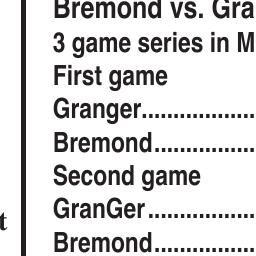 Bremond vs. Gra
3 game series in M
First game
Granger..................
Bremond................
Second game
GranGer.................
Bremond................
t